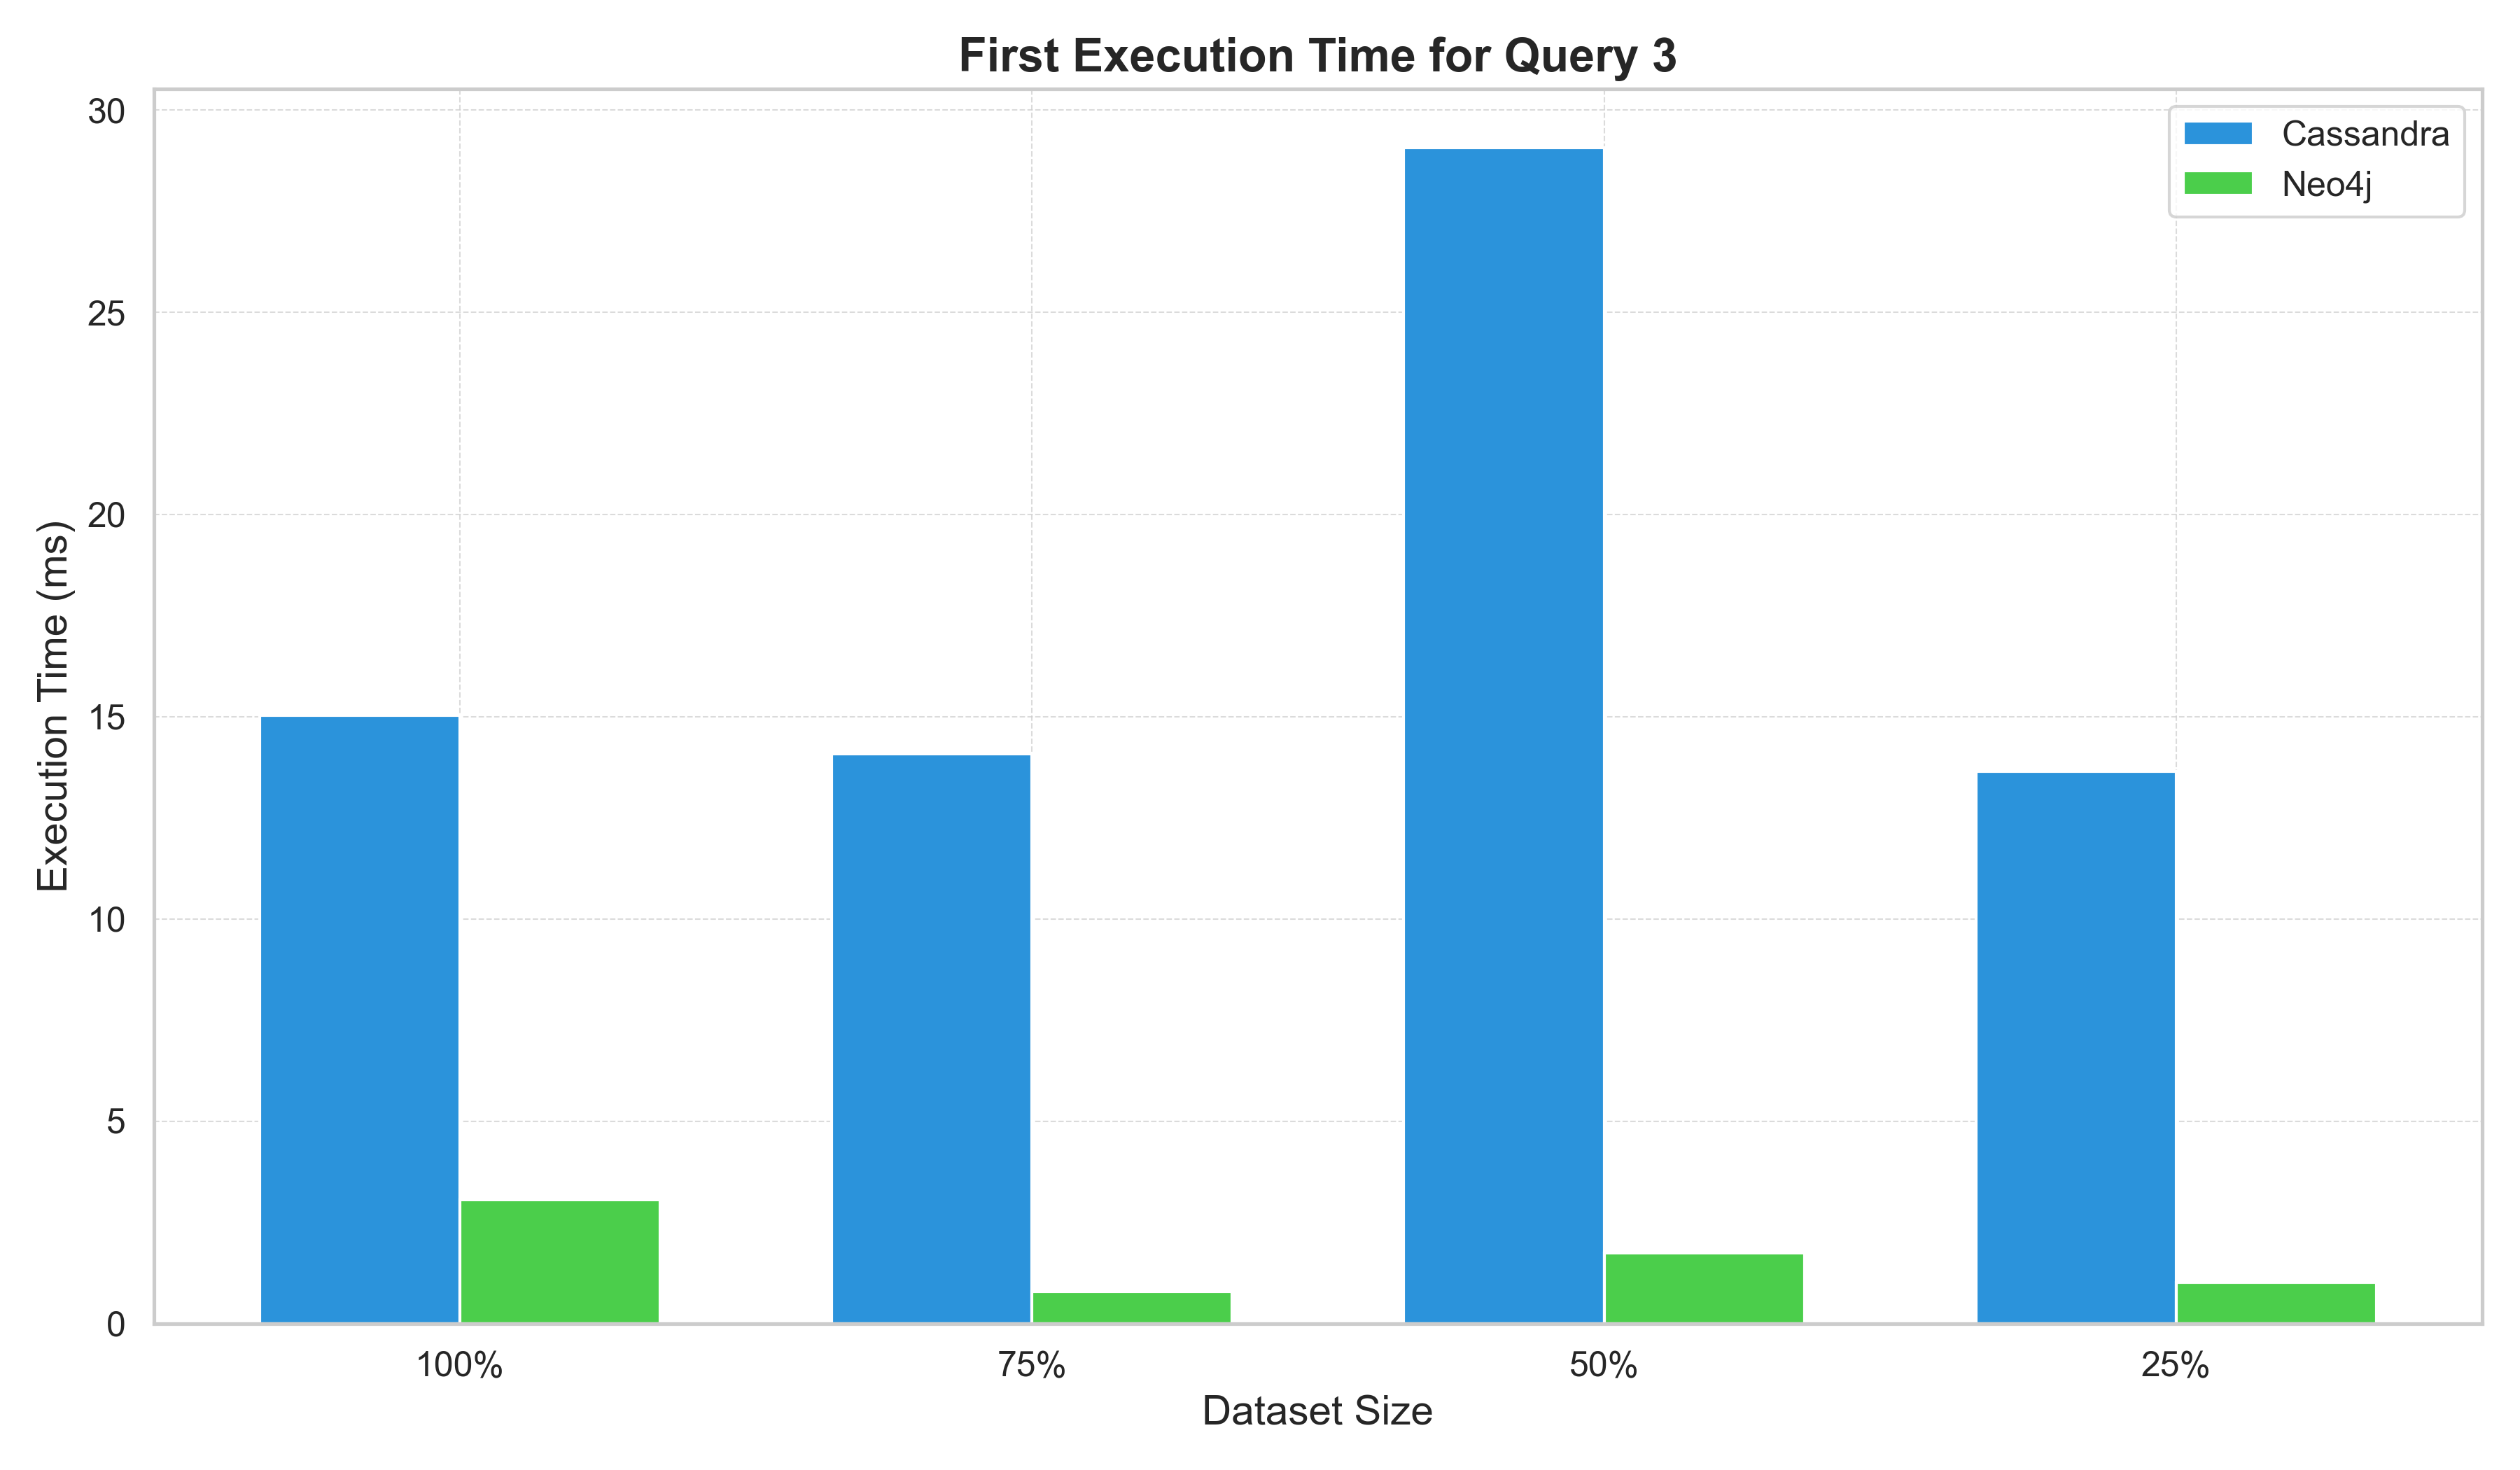 First Execution Time for Query 3
Cassandra
Neo4j
Execution Time (ms)
30
25
20
15
10
5
0
100%
75%
50%
25%
Dataset Size